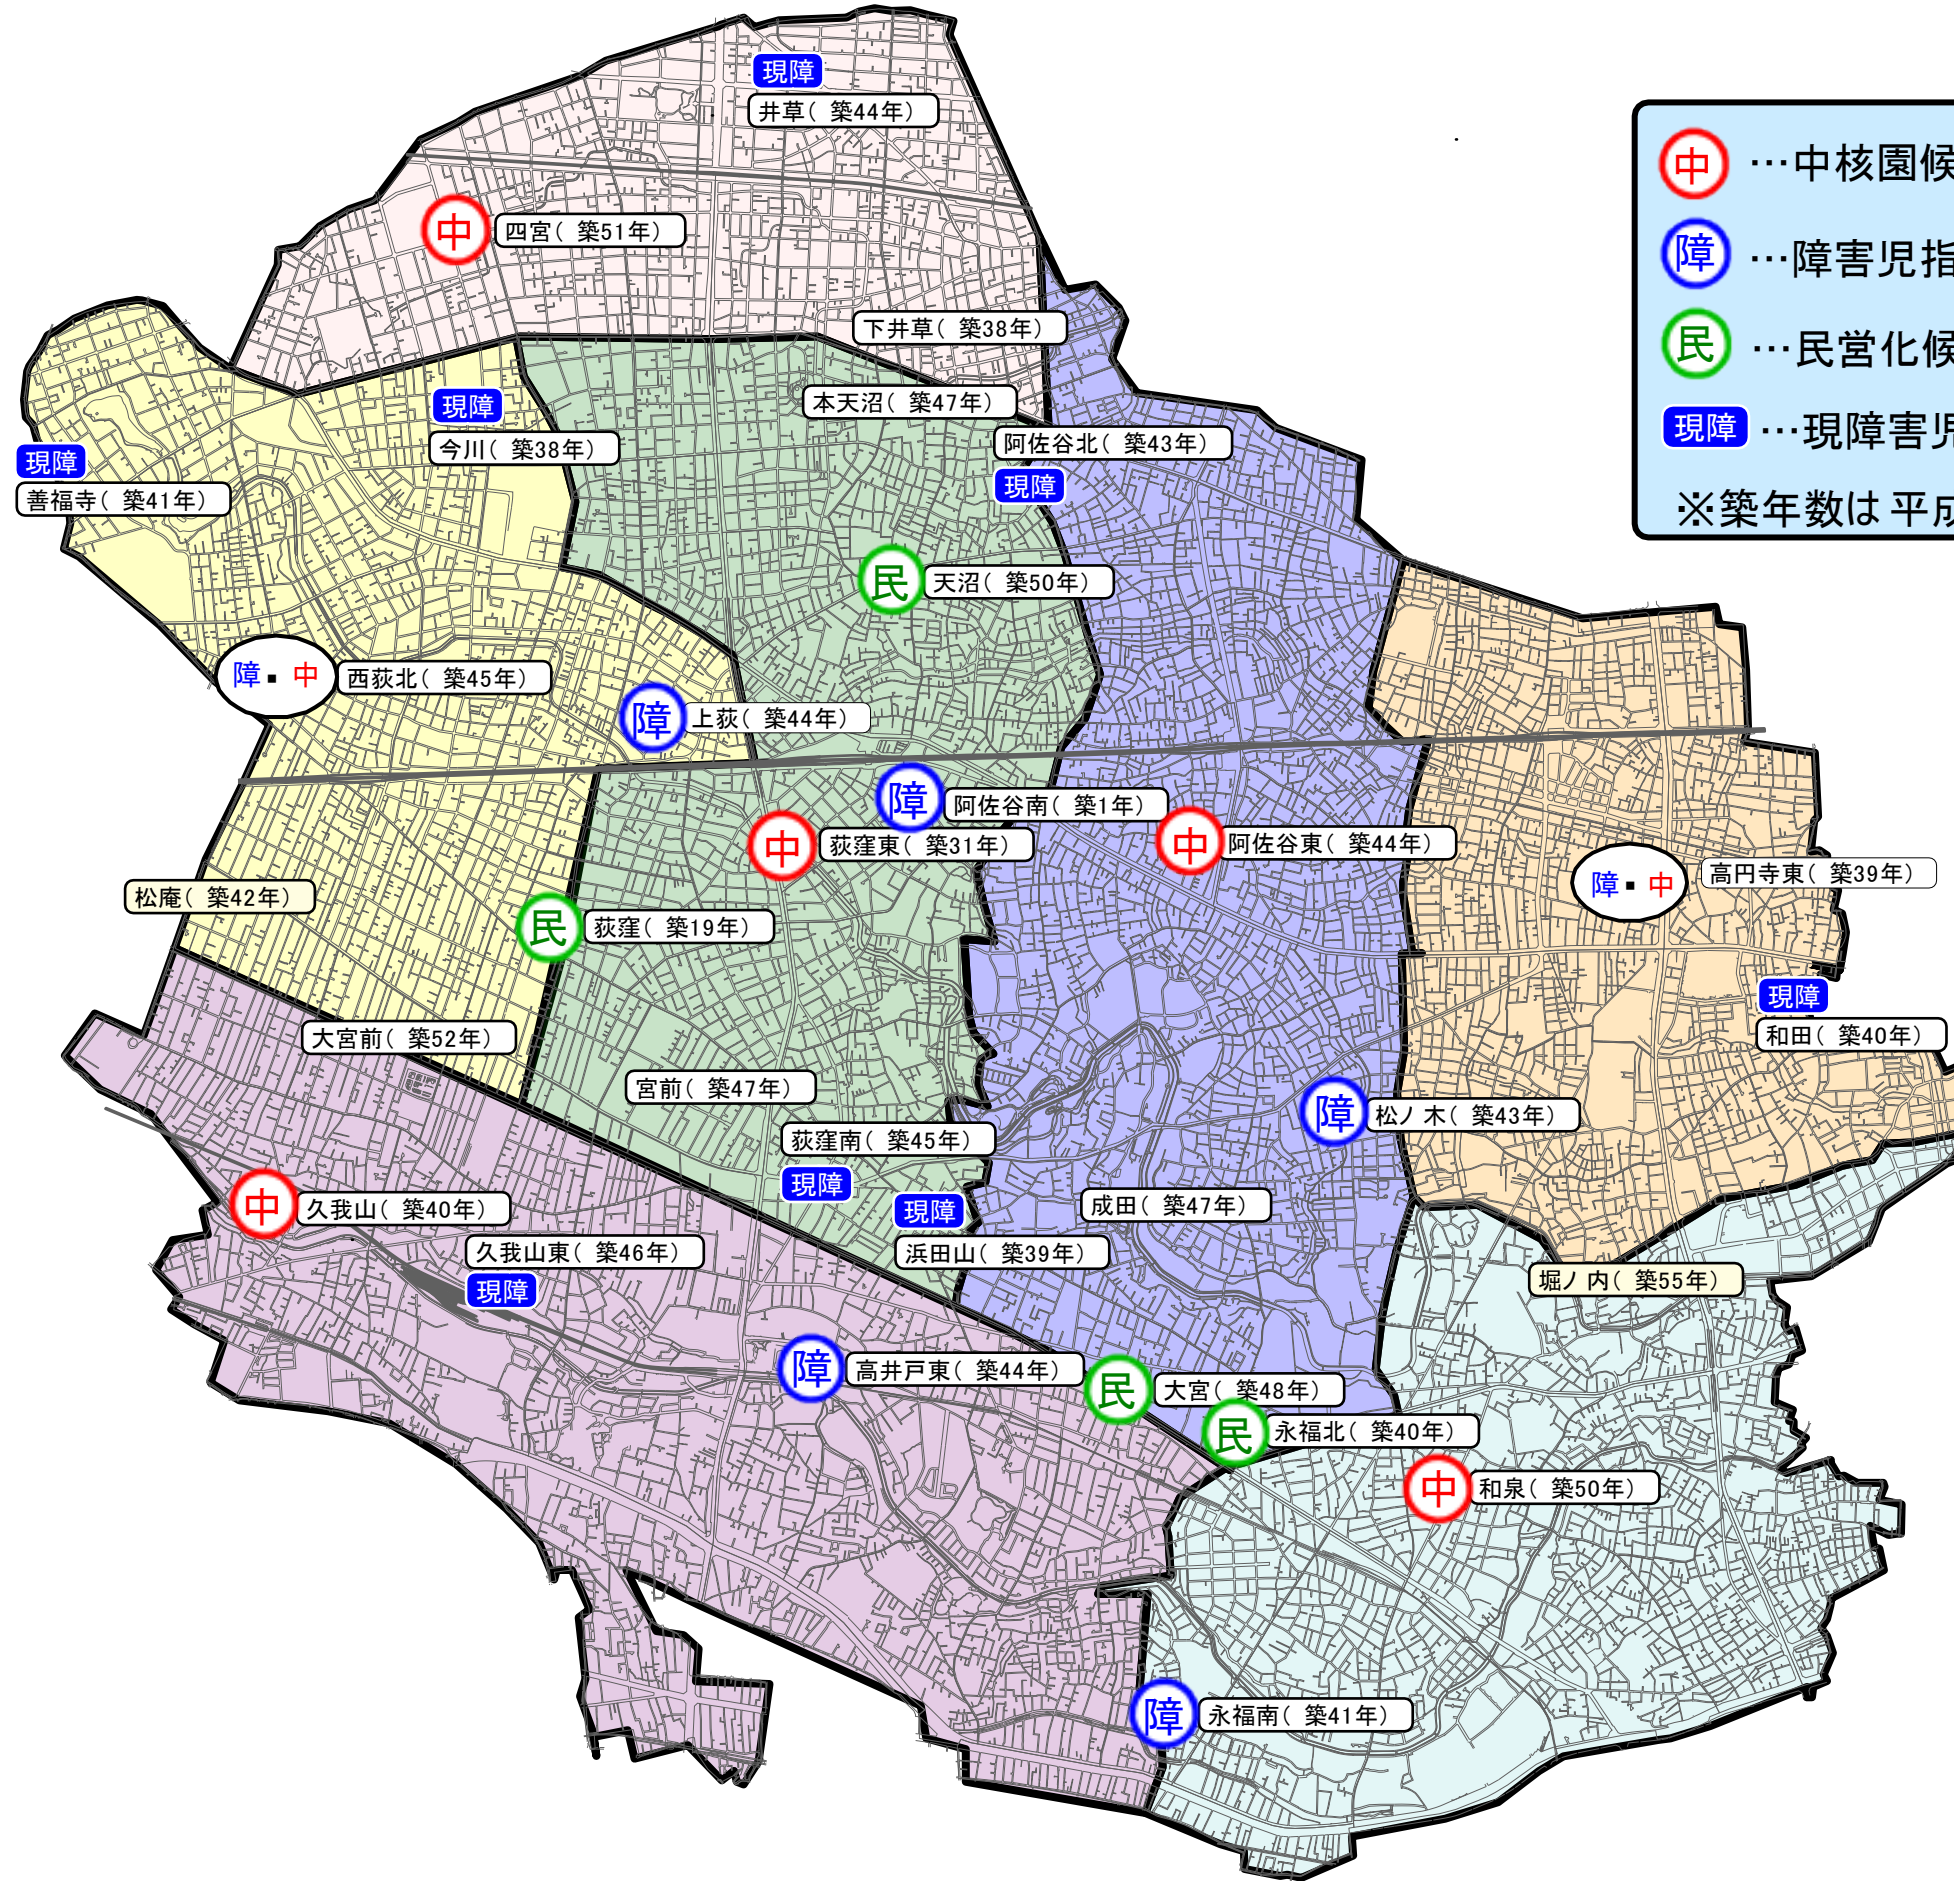 現障
井草( 築44年)
中 …中核園候
障 …障害児指
民 …民営化候
現障 …現障害児
※築年数は平成
中 四宮( 築51年)
下井草( 築38年)
現障
今川( 築38年)
本天沼( 築47年)
阿佐谷北( 築43年)
現障
現障
善福寺( 築41年)
民 天沼( 築50年)
障・中 西荻北( 築45年)
障 上荻( 築44年)
障 阿佐谷南( 築1年)
中 荻窪東( 築31年)
中 阿佐谷東( 築44年)
障・中 高円寺東( 築39年)
松庵( 築42年)
民 荻窪( 築19年)
現障
和田( 築40年)
大宮前( 築52年)
宮前( 築47年)
障 松ノ木( 築43年)
荻窪南( 築45年)
現障
現障
浜田山( 築39年)
成田( 築47年)
中 久我山( 築40年)
久我山東( 築46年)
現障
堀ノ内( 築55年)
障 高井戸東( 築44年)
民 大宮( 築48年)
民 永福北( 築40年)
中 和泉( 築50年)
障 永福南( 築41年)